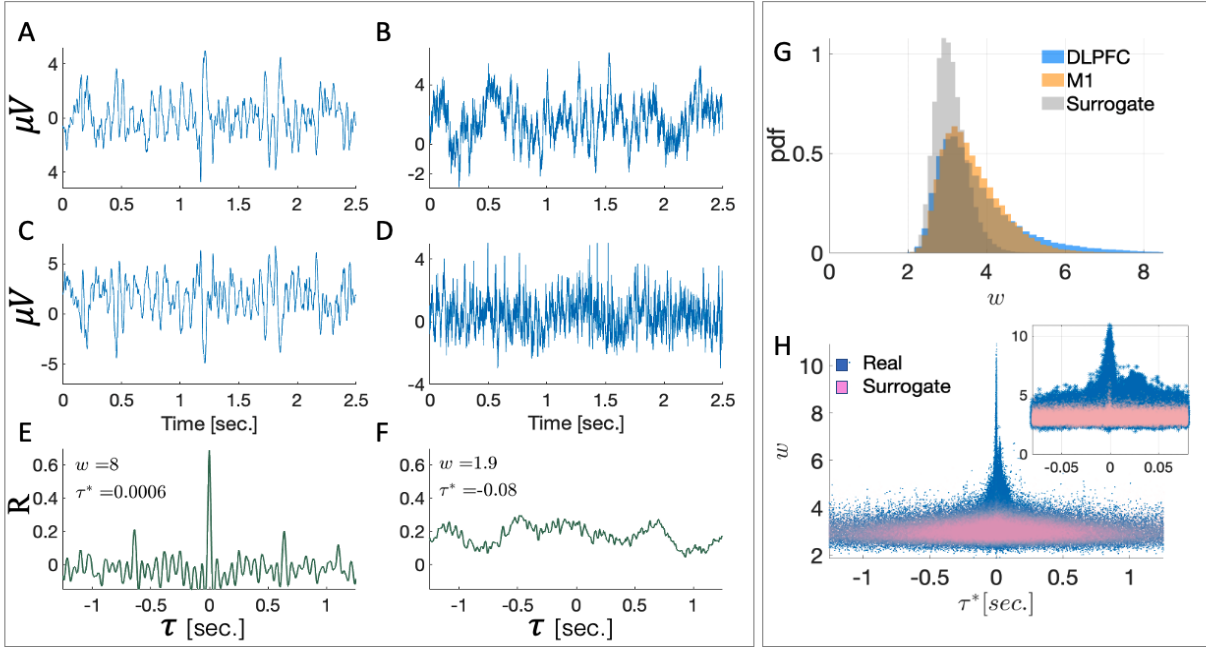 A
μV
4
0
4
0 0.5 1 1.5 2 2.5
Time [sec.]
B
4
2
0
-2
0 0.5 1 1.5 2 2.5
Time [sec.]
C
μV
5
0
-5
0 0.5 1 1.5 2 2.5
Time [sec.]
D
4
2
0
-4
0 0.5 1 1.5 2 2.5
Time [sec.]
E
w =8
τ* =0.0006
R
0.6
0.4
0.2
0
-1 -0.5 0 0.5 1
τ [sec.]
F
w =1.9
τ* =-0.08
0.6
0.4
0.2
0
-1 -0.5 0 0.5 1
τ [sec.]
G
DLPFC
M1
Surrogate
pdf
1
0.5
0
0 2 4 6 8
w
H
Real
Surrogate
w
10
8
6
4
2
-1 -0.5 0 0.5 1
τ* [sec.]
10
5
0
-0.05 0 0.05